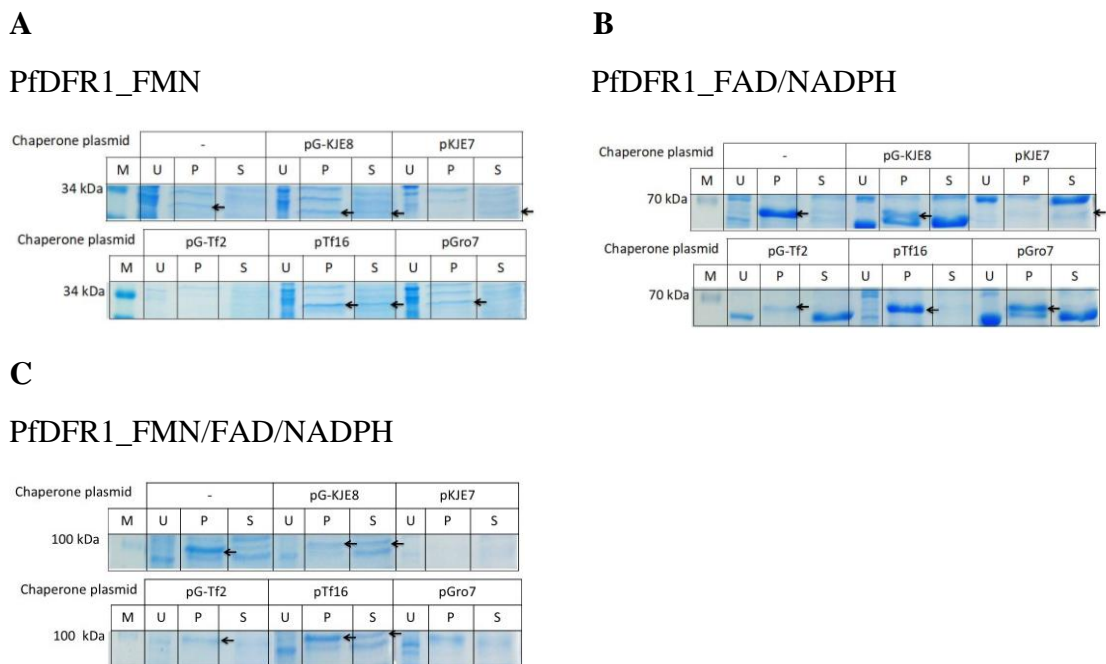 A
PfDFR1_FMN
Chaperone plasmid - pG-KJE8 pKJE7
M U P S U P S U P S
34 kDa
Chaperone plasmid pG-Tf2 pTf16 pGro7
M U P S U P S U P S
34 kDa
B
PfDFR1_FAD/NADPH
Chaperone plasmid - pG-KJE8 pKJE7
M U P S U P S U P S
70 kDa
Chaperone plasmid pG-Tf2 pTf16 pGro7
M U P S U P S U P S
70 kDa
C
PfDFR1_FMN/FAD/NADPH
Chaperone plasmid - pG-KJE8 pKJE7
M U P S U P S U P S
100 kDa
Chaperone plasmid pG-Tf2 pTf16 pGro7
M U P S U P S U P S
100 kDa